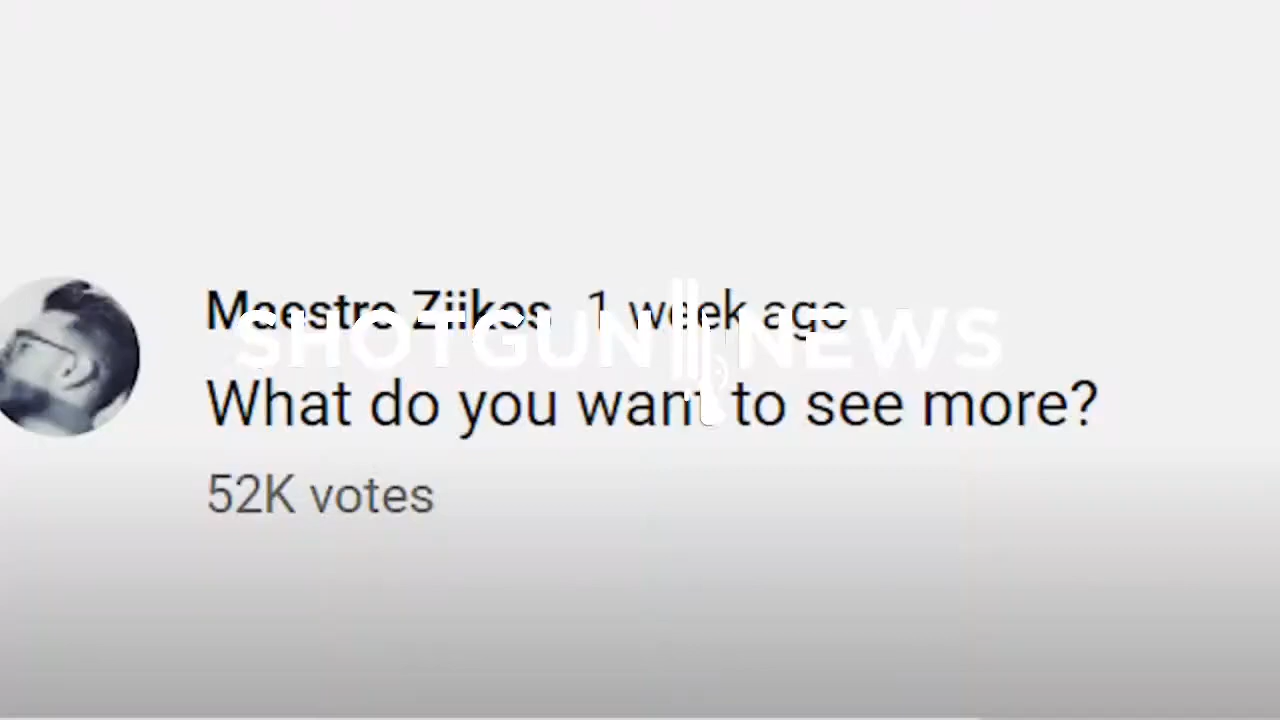 Maestro Ziikos 1 week ago
SHOTGUN NEWS
What do you want to see more?
52K votes